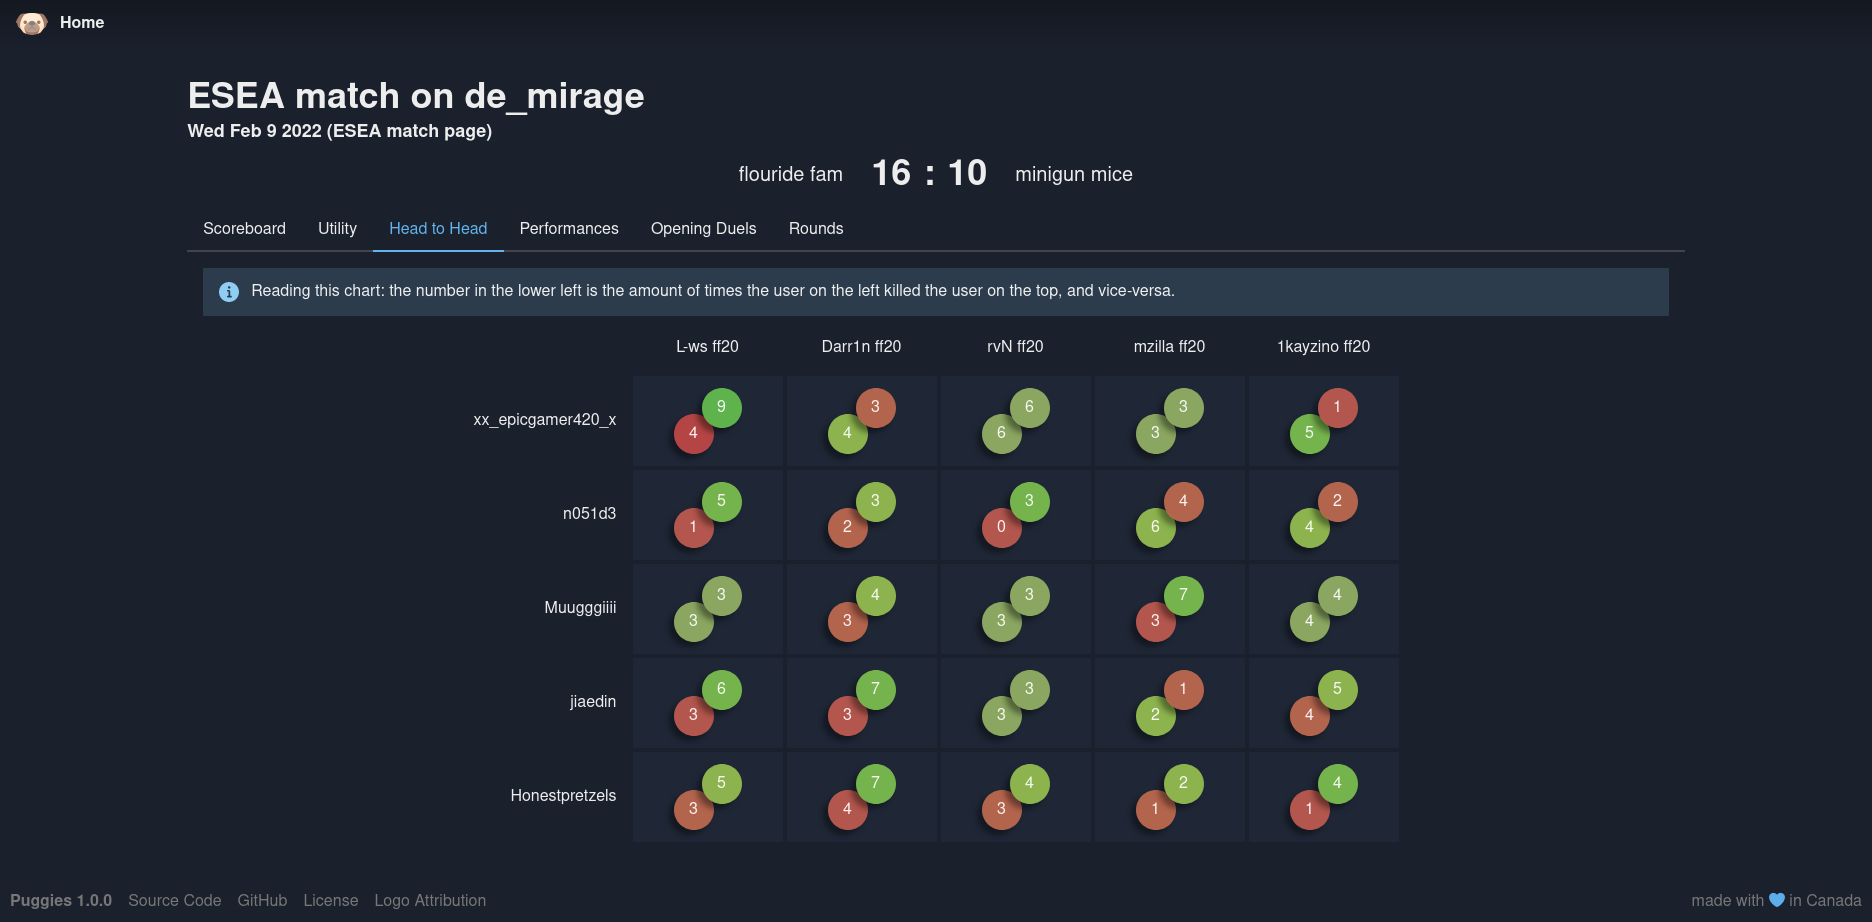 Home
ESEA match on de_mirage
Wed Feb 9 2022 (ESEA match page)
flouride fam 16 : 10 minigun mice
Scoreboard Utility Head to Head Performances Opening Duels Rounds
Reading this chart: the number in the lower left is the amount of times the user on the left killed the user on the top, and vice-versa.
L-ws ff20 Darr1n ff20 rvN ff20 mzilla ff20 1kayzino ff20
9 3 6 3 1
xx_epicgamer420_x
4 4 6 3 5
5 3 3 4 2
n051d3
1 2 0 6 4
3 4 3 7 4
Muugggiiii
3 3 3 3 4
6 7 3 1 5
jiaedin
3 3 3 2 4
5 7 4 2 4
Honestpretzels
3 4 3 1 1
Puggies 1.0.0 Source Code GitHub License Logo Attribution made with 💙 in Canada